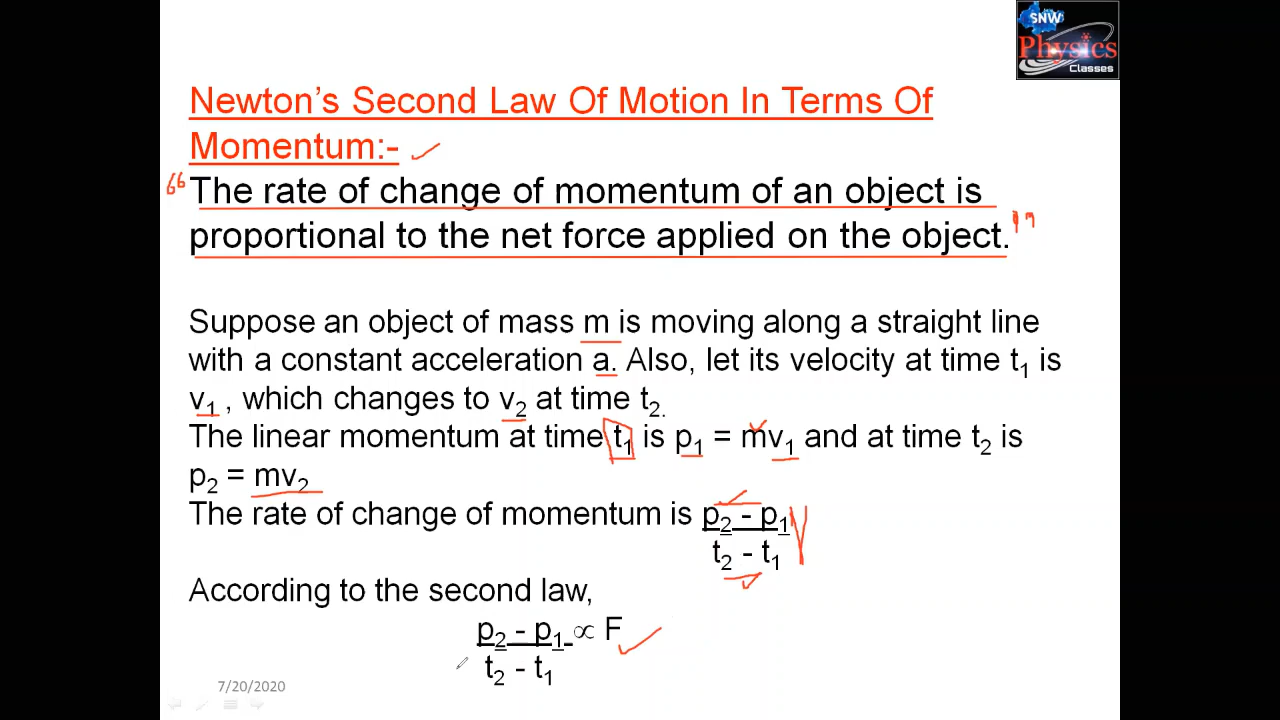 SNW
Physics
Classes
Newton's Second Law Of Motion In Terms Of
Momentum:-
“The rate of change of momentum of an object is
proportional to the net force applied on the object.”
Suppose an object of mass m is moving along a straight line
with a constant acceleration a. Also, let its velocity at time t₁ is
v₁ , which changes to v₂ at time t₂.
The linear momentum at time t₁ is p₁ = mv₁ and at time t₂ is
p₂ = mv₂
The rate of change of momentum is p₂ - p₁
t₂ - t₁
According to the second law,
p₂ - p₁ ∝ F
t₂ - t₁
7/20/2020